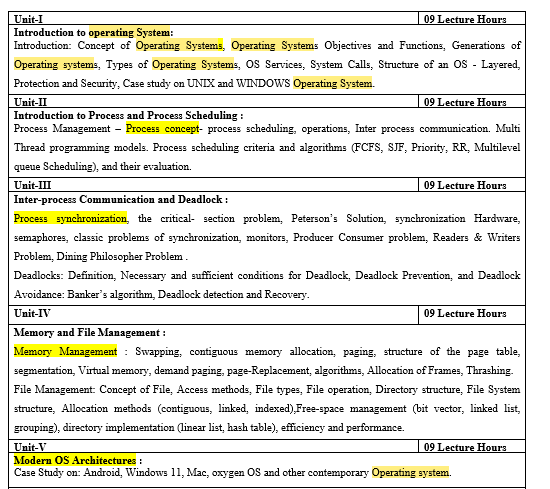 Unit-I 09 Lecture Hours
Introduction to operating System:
Introduction: Concept of Operating Systems, Operating Systems Objectives and Functions, Generations of
Operating systems, Types of Operating Systems, OS Services, System Calls, Structure of an OS - Layered,
Protection and Security, Case study on UNIX and WINDOWS Operating System.
Unit-II 09 Lecture Hours
Introduction to Process and Process Scheduling :
Process Management – Process concept- process scheduling, operations, Inter process communication. Multi
Thread programming models. Process scheduling criteria and algorithms (FCFS, SJF, Priority, RR, Multilevel
queue Scheduling), and their evaluation.
Unit-III 09 Lecture Hours
Inter-process Communication and Deadlock :
Process synchronization, the critical- section problem, Peterson's Solution, synchronization Hardware,
semaphores, classic problems of synchronization, monitors, Producer Consumer problem, Readers & Writers
Problem, Dining Philosopher Problem .
Deadlocks: Definition, Necessary and sufficient conditions for Deadlock, Deadlock Prevention, and Deadlock
Avoidance: Banker's algorithm, Deadlock detection and Recovery.
Unit-IV 09 Lecture Hours
Memory and File Management :
Memory Management : Swapping, contiguous memory allocation, paging, structure of the page table,
segmentation, Virtual memory, demand paging, page-Replacement, algorithms, Allocation of Frames, Thrashing.
File Management: Concept of File, Access methods, File types, File operation, Directory structure, File System
structure, Allocation methods (contiguous, linked, indexed),Free-space management (bit vector, linked list,
grouping), directory implementation (linear list, hash table), efficiency and performance.
Unit-V 09 Lecture Hours
Modern OS Architectures :
Case Study on: Android, Windows 11, Mac, oxygen OS and other contemporary Operating system.